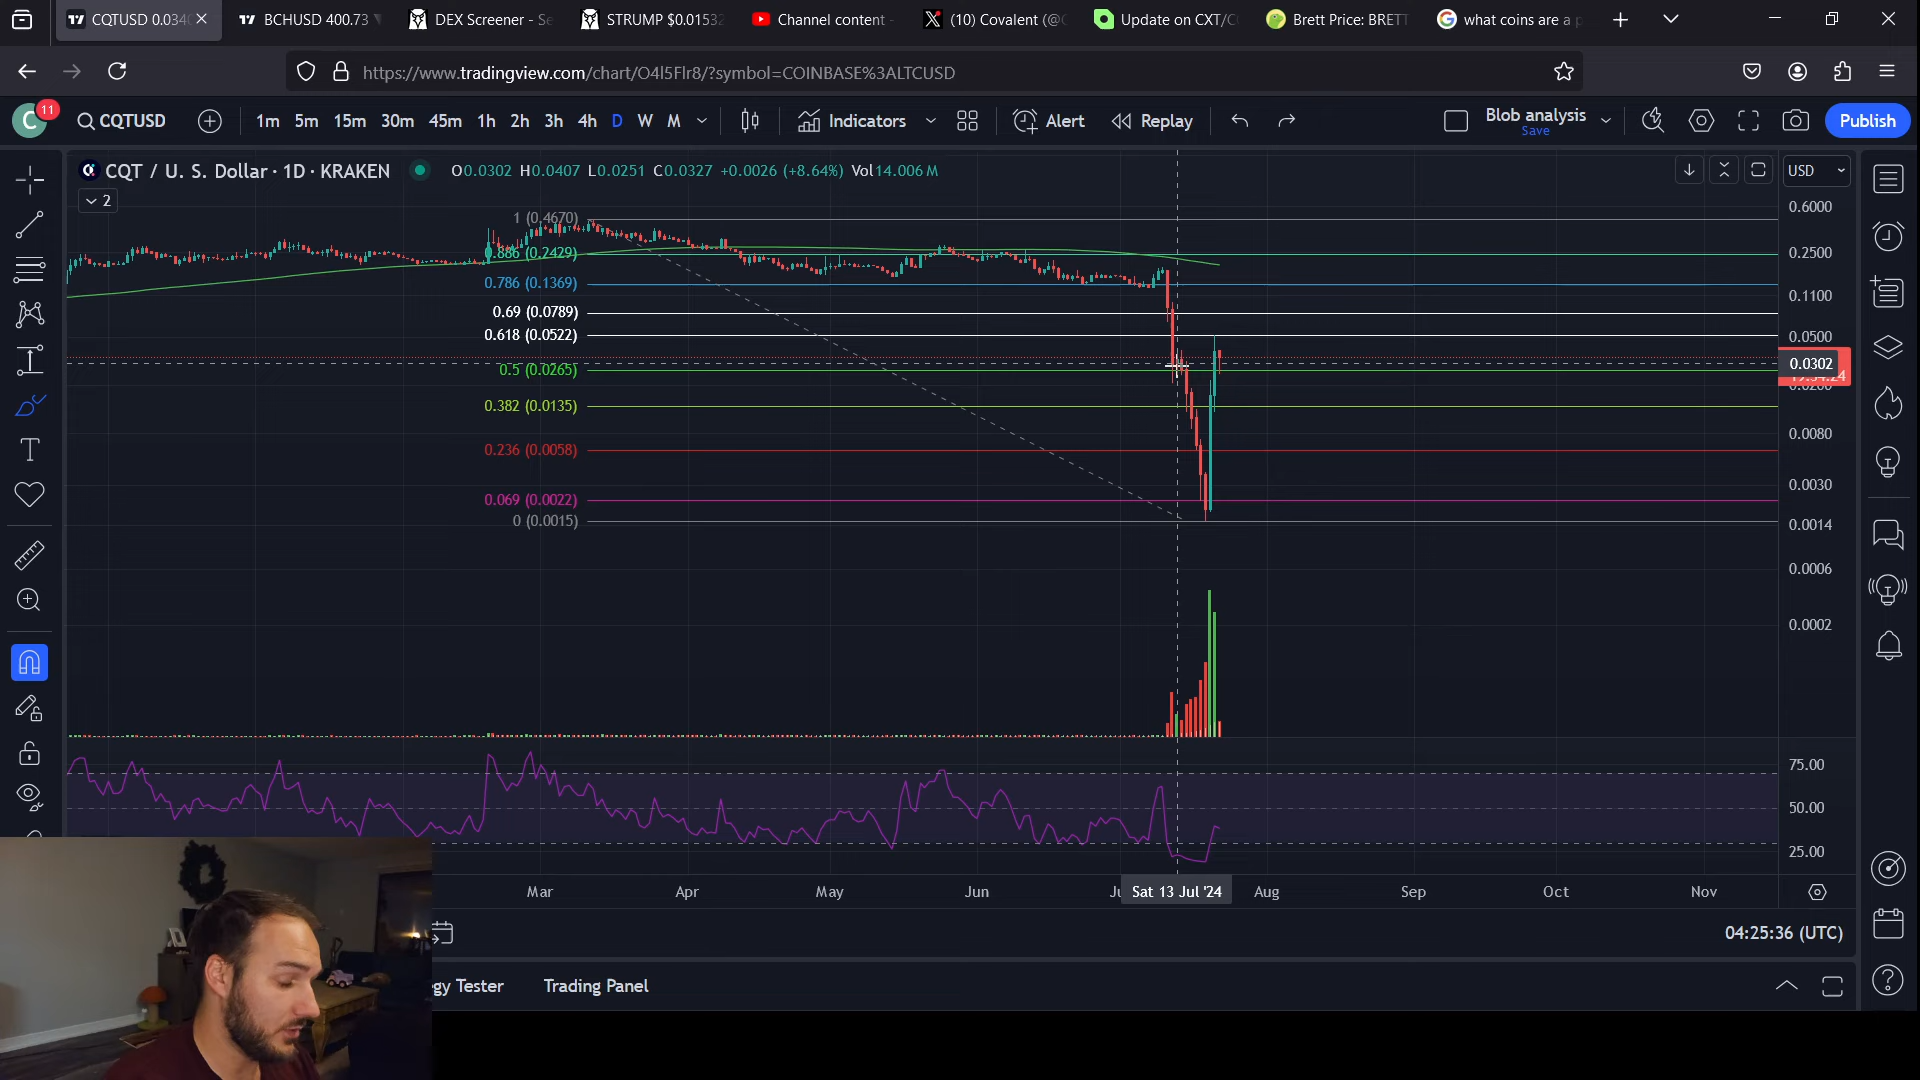 CQTUSD 0.034
BCHUSD 400.73
DEX Screener - Se
STRUMP $0.0153
Channel content -
(10) Covalent (@
Update on CXT/C
Brett Price: BRETT
what coins are a p
https://www.tradingview.com/chart/O4l5Flr8/?symbol=COINBASE%3ALTCUSD
C
11
CQTUSD
1m 5m 15m 30m 45m 1h 2h 3h 4h D W M
Indicators
Alert
Replay
Blob analysis
Save
Publish
CQT / U. S. Dollar · 1D · KRAKEN
O0.0302 H0.0407 L0.0251 C0.0327 +0.0026 (+8.64%) Vol14.006 M
USD
2
0.6000
1 (0.4670)
0.886 (0.2429)
0.2500
0.786 (0.1369)
0.1100
0.69 (0.0789)
0.618 (0.0522)
0.0500
0.0302
0.5 (0.0265)
0.382 (0.0135)
0.0080
0.236 (0.0058)
0.0030
0.069 (0.0022)
0 (0.0015)
0.0014
0.0006
0.0002
75.00
50.00
25.00
Mar
Apr
May
Jun
Sat 13 Jul '24
Aug
Sep
Oct
Nov
04:25:36 (UTC)
gy Tester
Trading Panel